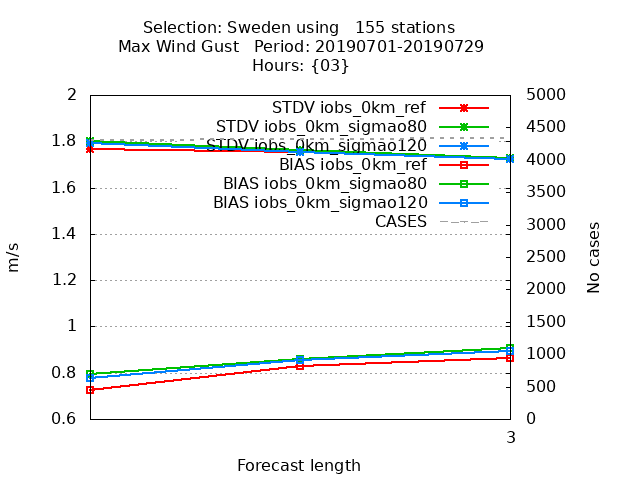 Selection: Sweden using   155 stations
Max Wind Gust   Period: 20190701-20190729
Hours: {03}
2
1.8
1.6
1.4
1.2
1
0.8
0.6
m/s
STDV iobs_0km_ref
STDV iobs_0km_sigmao80
STDV iobs_0km_sigmao120
BIAS iobs_0km_ref
BIAS iobs_0km_sigmao80
BIAS iobs_0km_sigmao120
CASES
5000
4500
4000
3500
3000
2500
2000
1500
1000
500
0
No cases
3
Forecast length